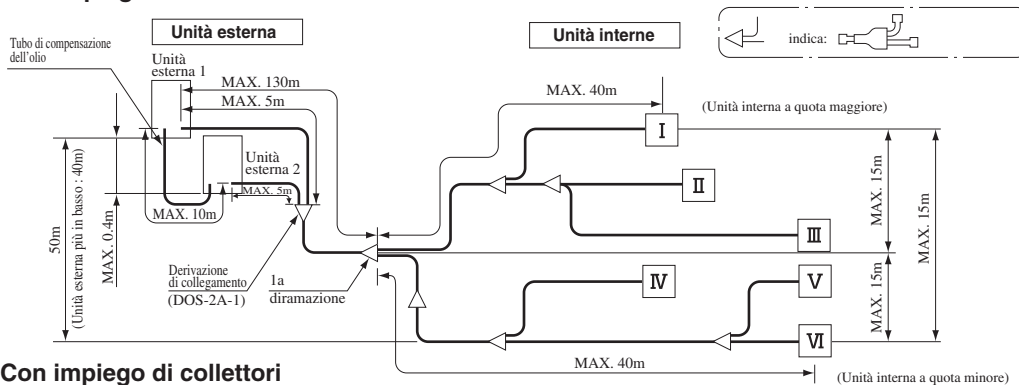 Unità esterna
Unità interne
indica:
Tubo di compensazione
dell'olio
Unità
esterna 1
MAX. 130m
MAX. 5m
MAX. 40m
(Unità interna a quota maggiore)
I
Unità
esterna 2
MAX. 5m
II
MAX. 10m
III
50m
(Unità esterna più in basso : 40m)
MAX. 0.4m
MAX. 15m
MAX. 15m
MAX. 15m
Derivazione
di collegamento
(DOS-2A-1)
1a
diramazione
IV
V
VI
MAX. 40m
(Unità interna a quota minore)
Con impiego di collettori